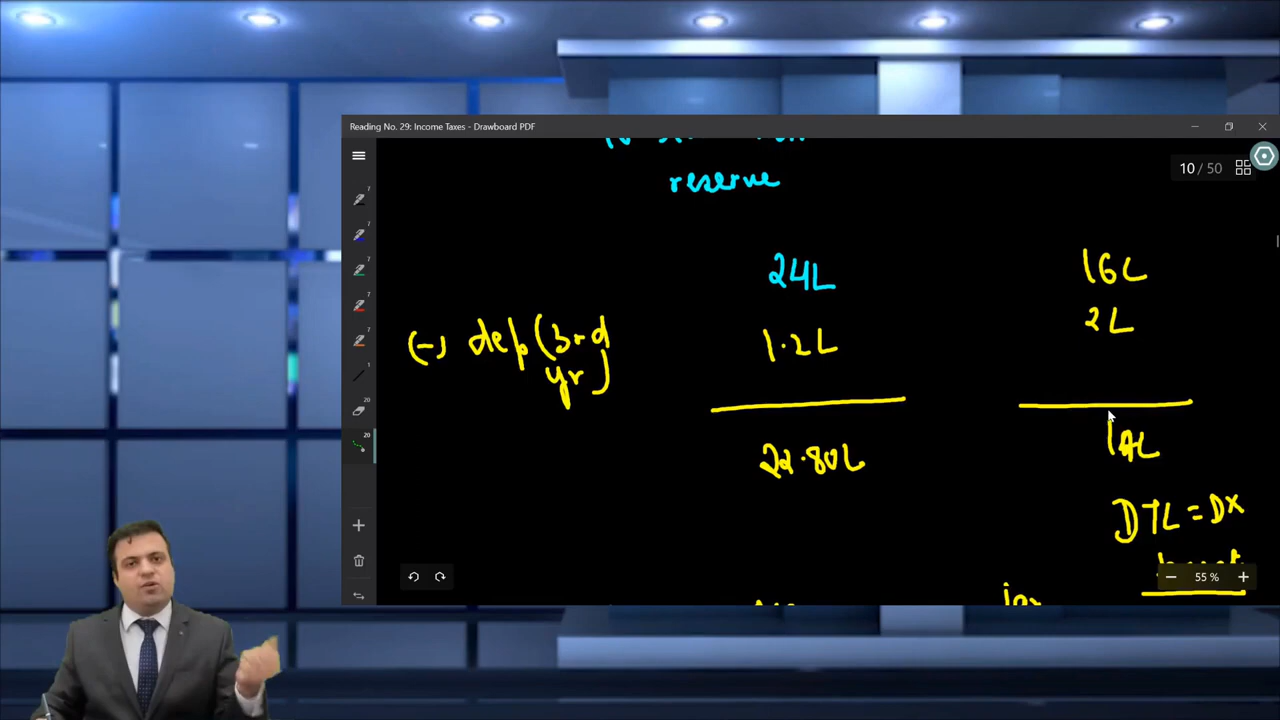 Reading No. 29: Income Taxes - Drawboard PDF
10 / 50
reserve
24L 16L
(-) dep (3rd yr) 1.2L 2L
22.80L 14L
DTL = DX
55 %